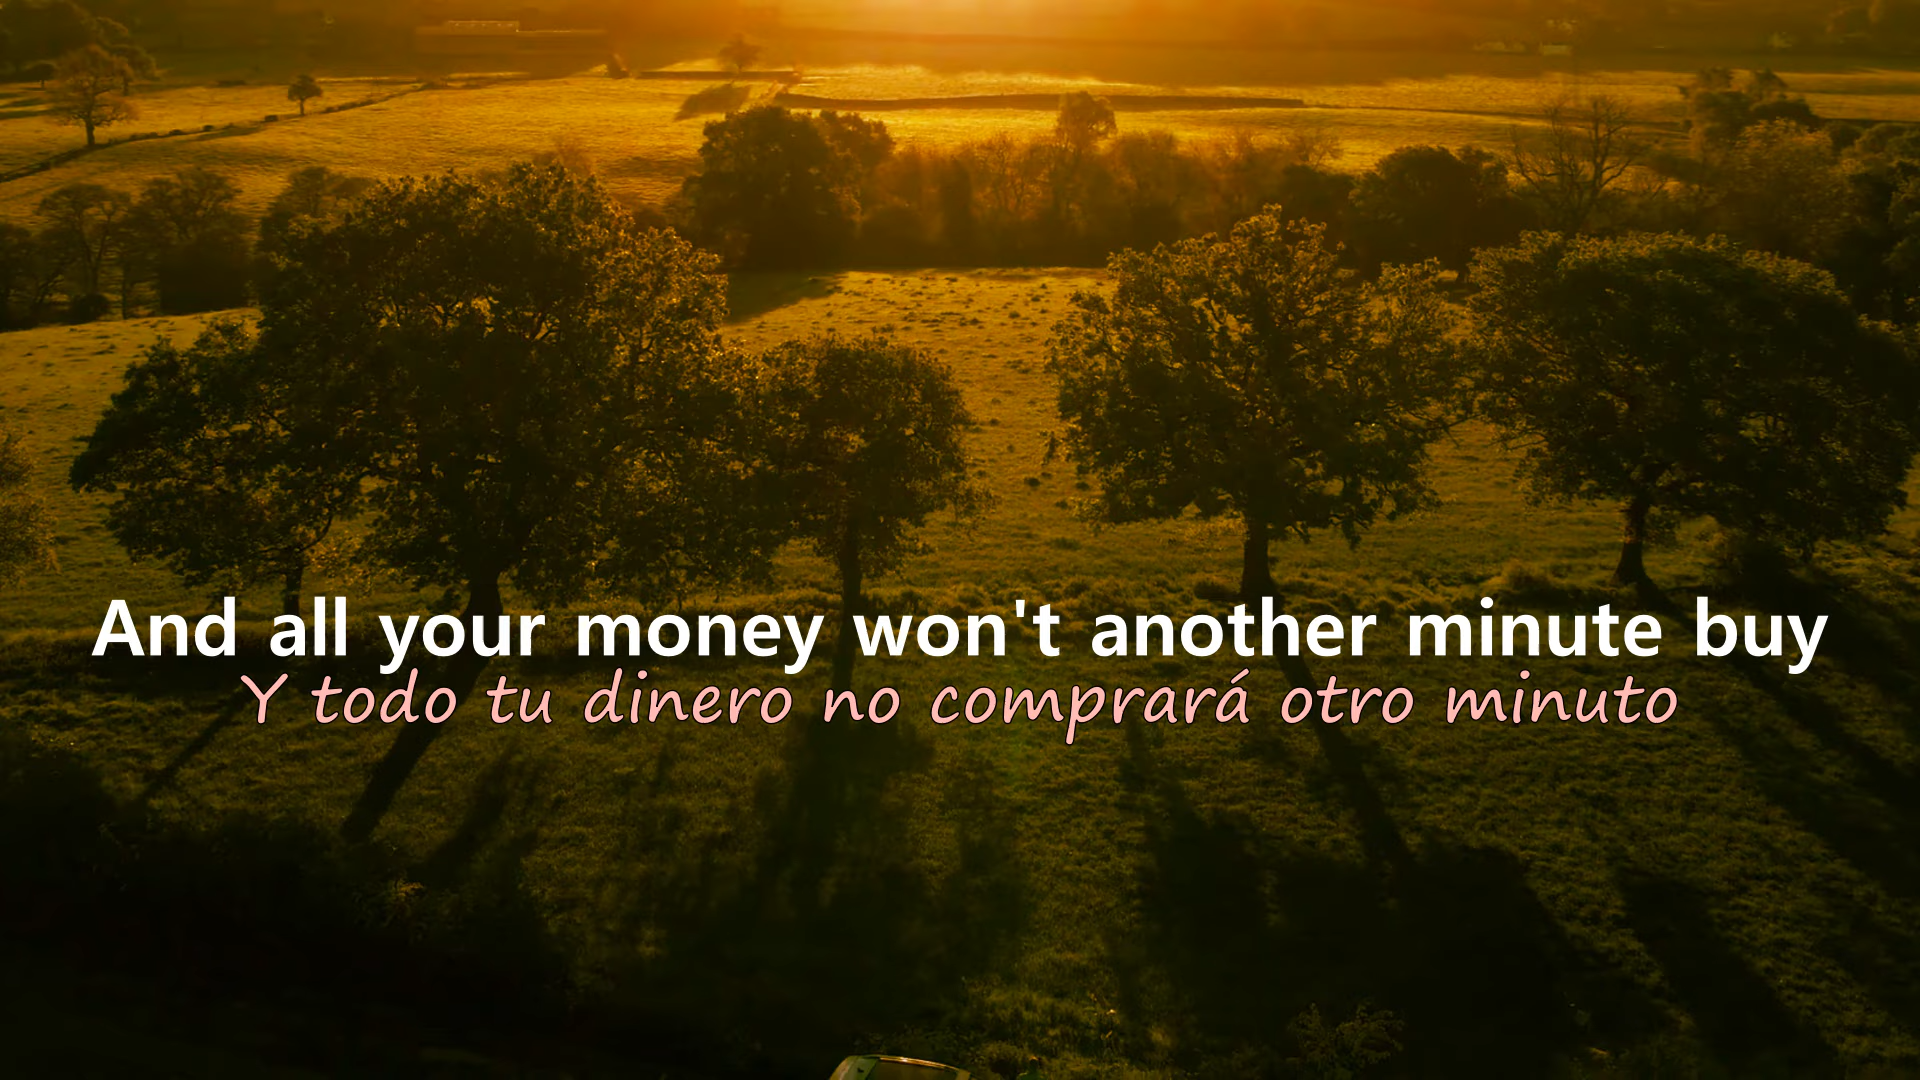 And all your money won't another minute buy
Y todo tu dinero no comprará otro minuto